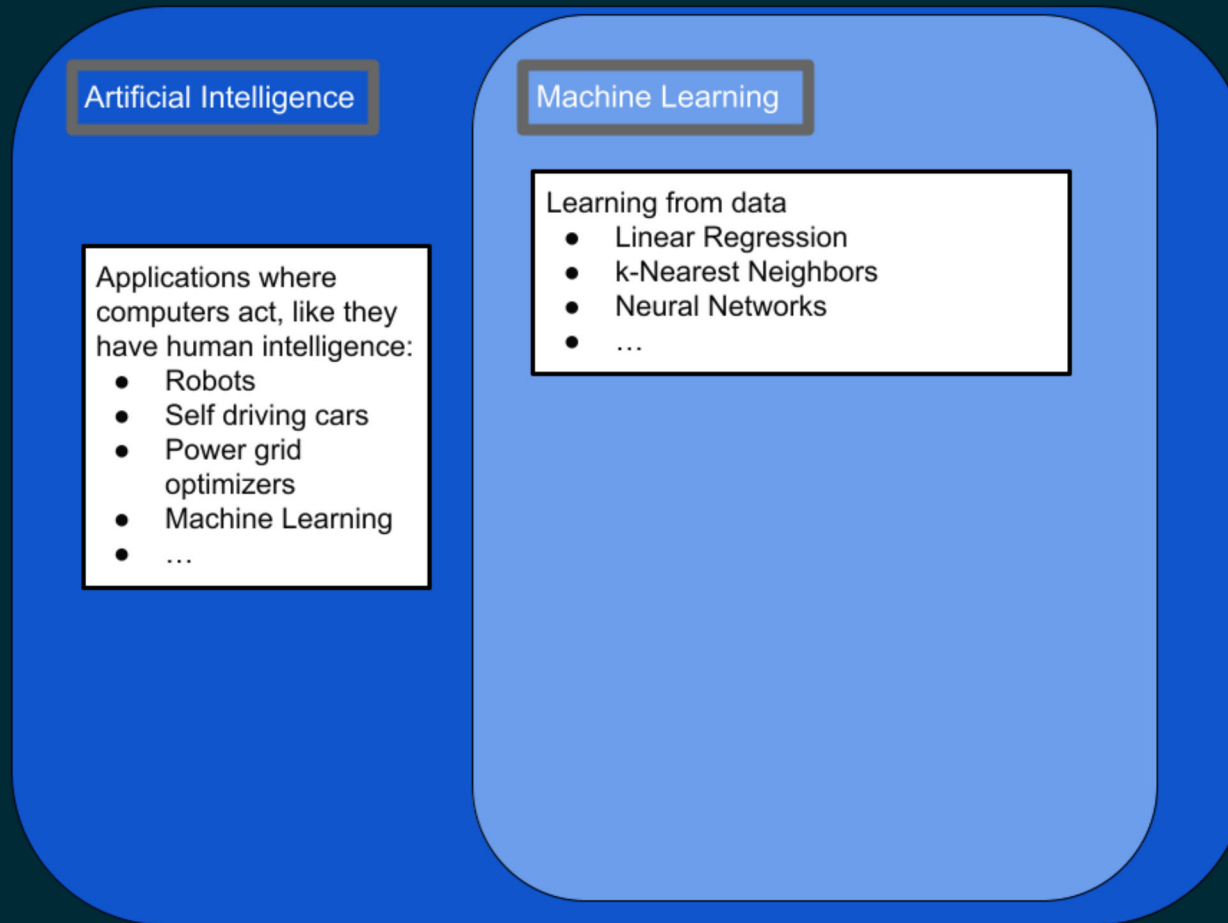 Artificial Intelligence
Applications where
computers act, like they
have human intelligence:
● Robots
● Self driving cars
● Power grid
optimizers
● Machine Learning
● …
Machine Learning
Learning from data
● Linear Regression
● k-Nearest Neighbors
● Neural Networks
● …